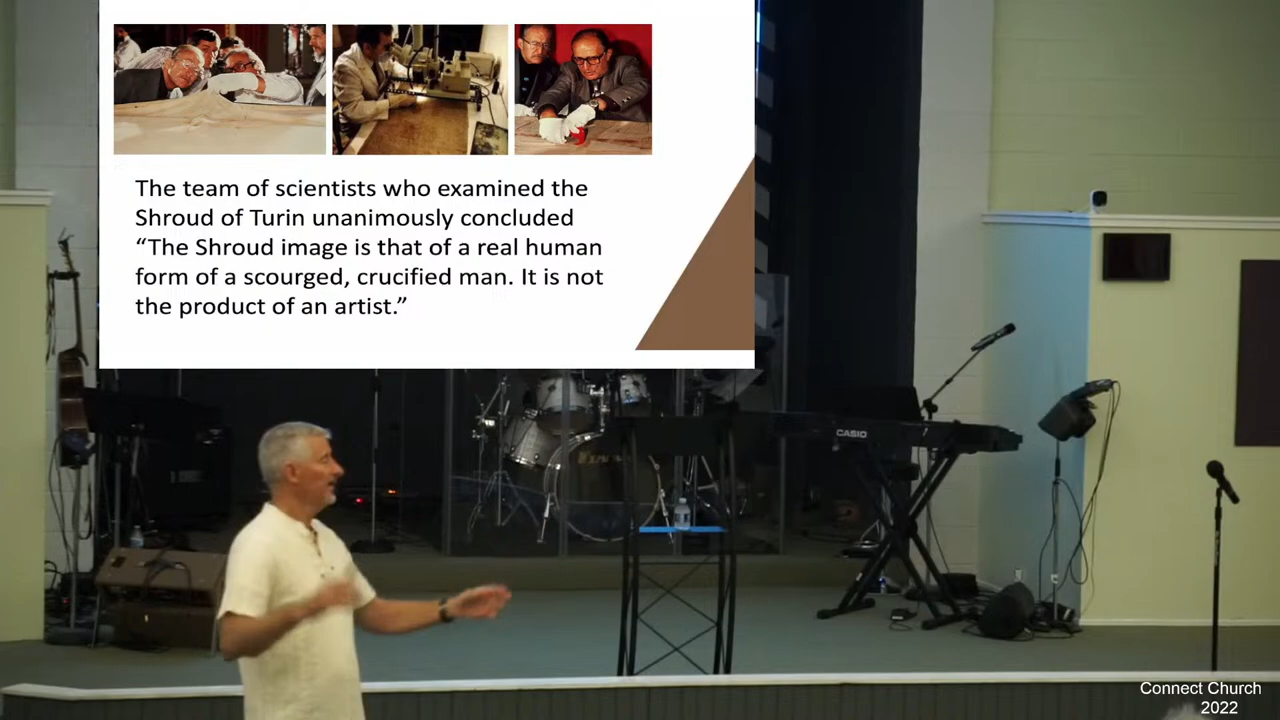 The team of scientists who examined the
Shroud of Turin unanimously concluded
“The Shroud image is that of a real human
form of a scourged, crucified man. It is not
the product of an artist.”
CASIO
Connect Church
2022